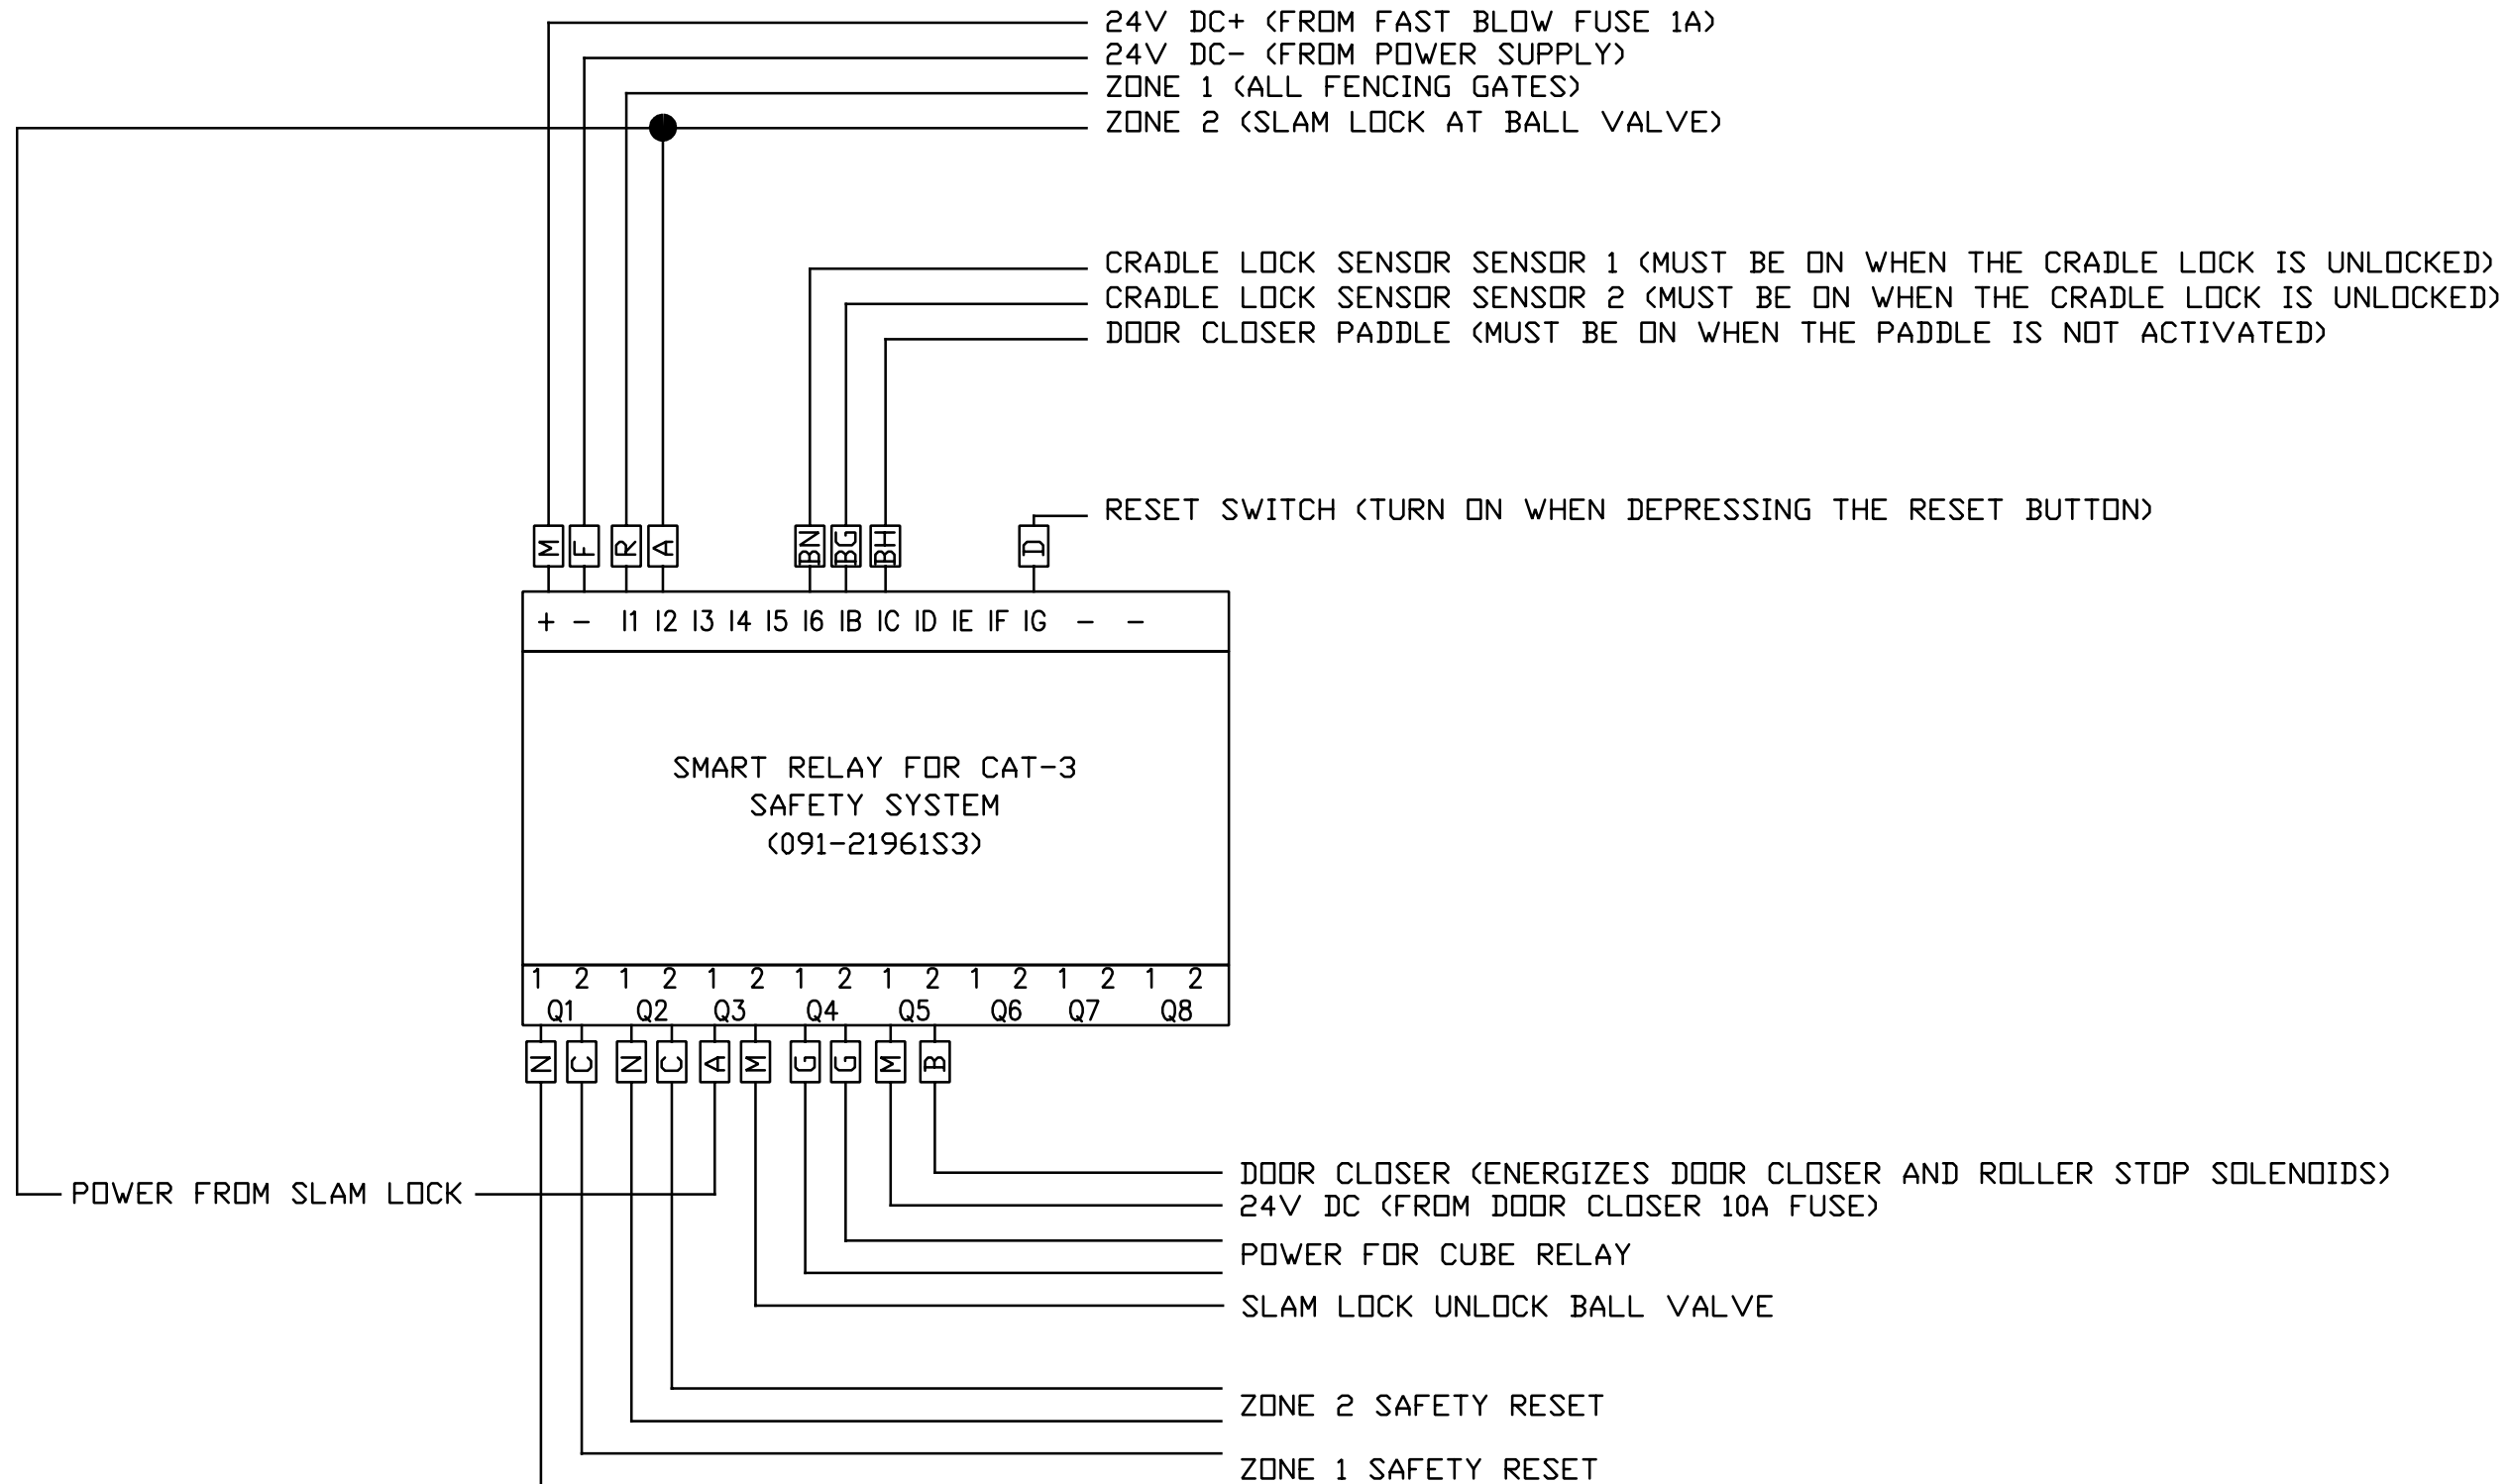 24V DC+ (FROM FAST BLOW FUSE 1A)
24V DC- (FROM POWER SUPPLY)
ZONE 1 (ALL FENCING GATES)
ZONE 2 (SLAM LOCK AT BALL VALVE)
CRADLE LOCK SENSOR SENSOR 1 (MUST BE ON WHEN THE CRADLE LOCK IS UNLOCKED)
CRADLE LOCK SENSOR SENSOR 2 (MUST BE ON WHEN THE CRADLE LOCK IS UNLOCKED)
DOOR CLOSER PADDLE (MUST BE ON WHEN THE PADDLE IS NOT ACTIVATED)
RESET SWITCH (TURN ON WHEN DEPRESSING THE RESET BUTTON)
M F R A BN BG BH D
+ - I1 I2 I3 I4 I5 I6 IB IC ID IE IF IG - -
SMART RELAY FOR CAT-3
SAFETY SYSTEM
(091-21961S3)
1 2 1 2 1 2 1 2 1 2 1 2 1 2 1 2
Q1 Q2 Q3 Q4 Q5 Q6 Q7 Q8
N C N C A M G G M B
DOOR CLOSER (ENERGIZES DOOR CLOSER AND ROLLER STOP SOLENOIDS)
POWER FROM SLAM LOCK
24V DC (FROM DOOR CLOSER 10A FUSE)
POWER FOR CUBE RELAY
SLAM LOCK UNLOCK BALL VALVE
ZONE 2 SAFETY RESET
ZONE 1 SAFETY RESET